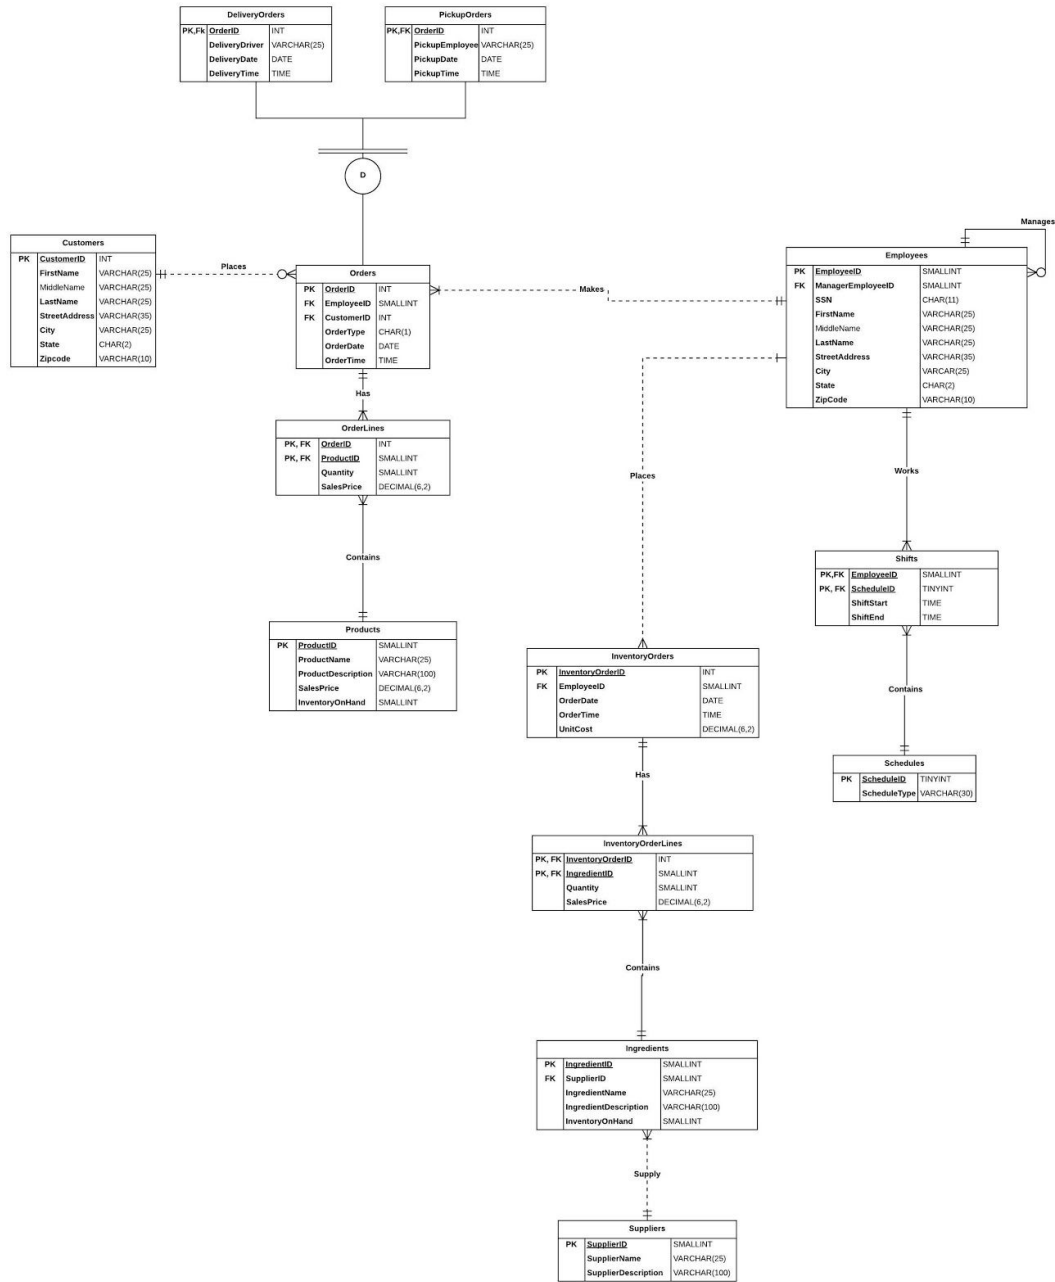 DeliveryOrders
PK,Fk OrderID INT
DeliveryDriver VARCHAR(25)
DeliveryDate DATE
DeliveryTime TIME
PickupOrders
PK,FK OrderID INT
PickupEmployee VARCHAR(25)
PickupDate DATE
PickupTime TIME
D
Customers
PK CustomerID INT
FirstName VARCHAR(25)
MiddleName VARCHAR(25)
LastName VARCHAR(25)
StreetAddress VARCHAR(35)
City VARCHAR(25)
State CHAR(2)
Zipcode VARCHAR(10)
Places
Orders
PK OrderID INT
FK EmployeeID SMALLINT
FK CustomerID INT
OrderType CHAR(1)
OrderDate DATE
OrderTime TIME
Makes
Manages
Employees
PK EmployeeID SMALLINT
FK ManagerEmployeeID SMALLINT
SSN CHAR(11)
FirstName VARCHAR(25)
MiddleName VARCHAR(25)
LastName VARCHAR(25)
StreetAddress VARCHAR(35)
City VARCAR(25)
State CHAR(2)
ZipCode VARCHAR(10)
Has
OrderLines
PK, FK OrderID INT
PK, FK ProductID SMALLINT
Quantity SMALLINT
SalesPrice DECIMAL(6,2)
Contains
Products
PK ProductID SMALLINT
ProductName VARCHAR(25)
ProductDescription VARCHAR(100)
SalesPrice DECIMAL(6,2)
InventoryOnHand SMALLINT
Places
Works
Shifts
PK,FK EmployeeID SMALLINT
PK, FK ScheduleID TINYINT
ShiftStart TIME
ShiftEnd TIME
Contains
Schedules
PK ScheduleID TINYINT
ScheduleType VARCHAR(30)
InventoryOrders
PK InventoryOrderID INT
FK EmployeeID SMALLINT
OrderDate DATE
OrderTime TIME
UnitCost DECIMAL(6,2)
Has
InventoryOrderLines
PK, FK InventoryOrderID INT
PK, FK IngredientID SMALLINT
Quantity SMALLINT
SalesPrice DECIMAL(6,2)
Contains
Ingredients
PK IngredientID SMALLINT
FK SupplierID SMALLINT
IngredientName VARCHAR(25)
IngredientDescription VARCHAR(100)
InventoryOnHand SMALLINT
Supply
Suppliers
PK SupplierID SMALLINT
SupplierName VARCHAR(25)
SupplierDescription VARCHAR(100)